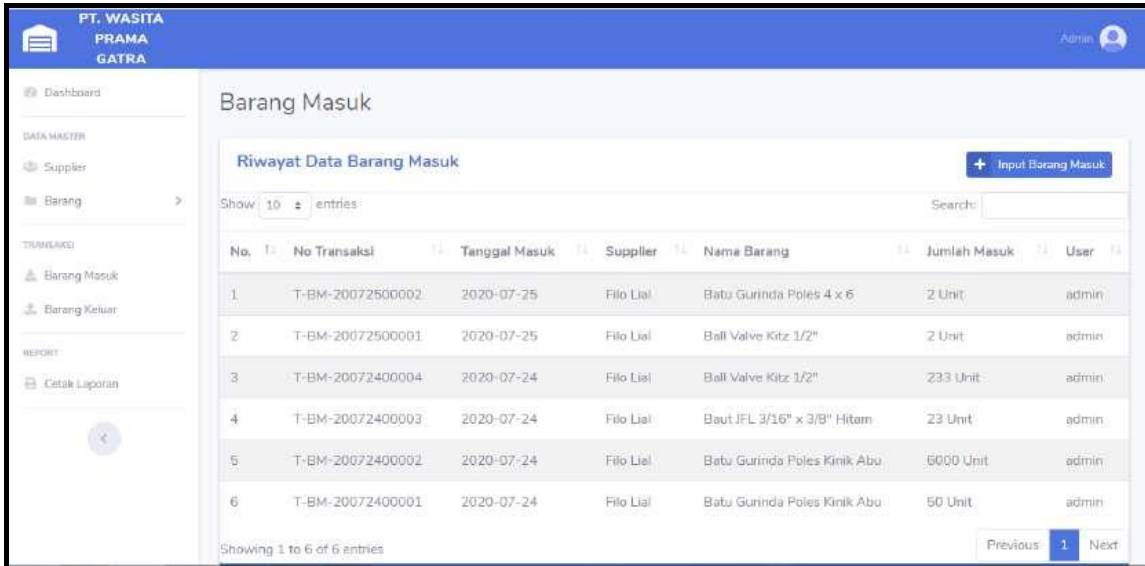 PT. WASITA
PRAMA
GATRA
Admin
Dashboard
DATA MASTER
Supplier
Barang
TRANSAKSI
Barang Masuk
Barang Keluar
REPORT
Cetak Laporan
Barang Masuk
Riwayat Data Barang Masuk
+ Input Barang Masuk
Show 10 entries
Search:
No. No Transaksi Tanggal Masuk Supplier Nama Barang Jumlah Masuk User
1 T-BM-20072500002 2020-07-25 Filo Lial Batu Gurinda Poles 4 x 6 2 Unit admin
2 T-BM-20072500001 2020-07-25 Filo Lial Ball Valve Kitz 1/2" 2 Unit admin
3 T-BM-20072400004 2020-07-24 Filo Lial Ball Valve Kitz 1/2" 233 Unit admin
4 T-BM-20072400003 2020-07-24 Filo Lial Baut JFL 3/16" x 3/8" Hitam 23 Unit admin
5 T-BM-20072400002 2020-07-24 Filo Lial Batu Gurinda Poles Kinik Abu 6000 Unit admin
6 T-BM-20072400001 2020-07-24 Filo Lial Batu Gurinda Poles Kinik Abu 50 Unit admin
Showing 1 to 6 of 6 entries
Previous 1 Next